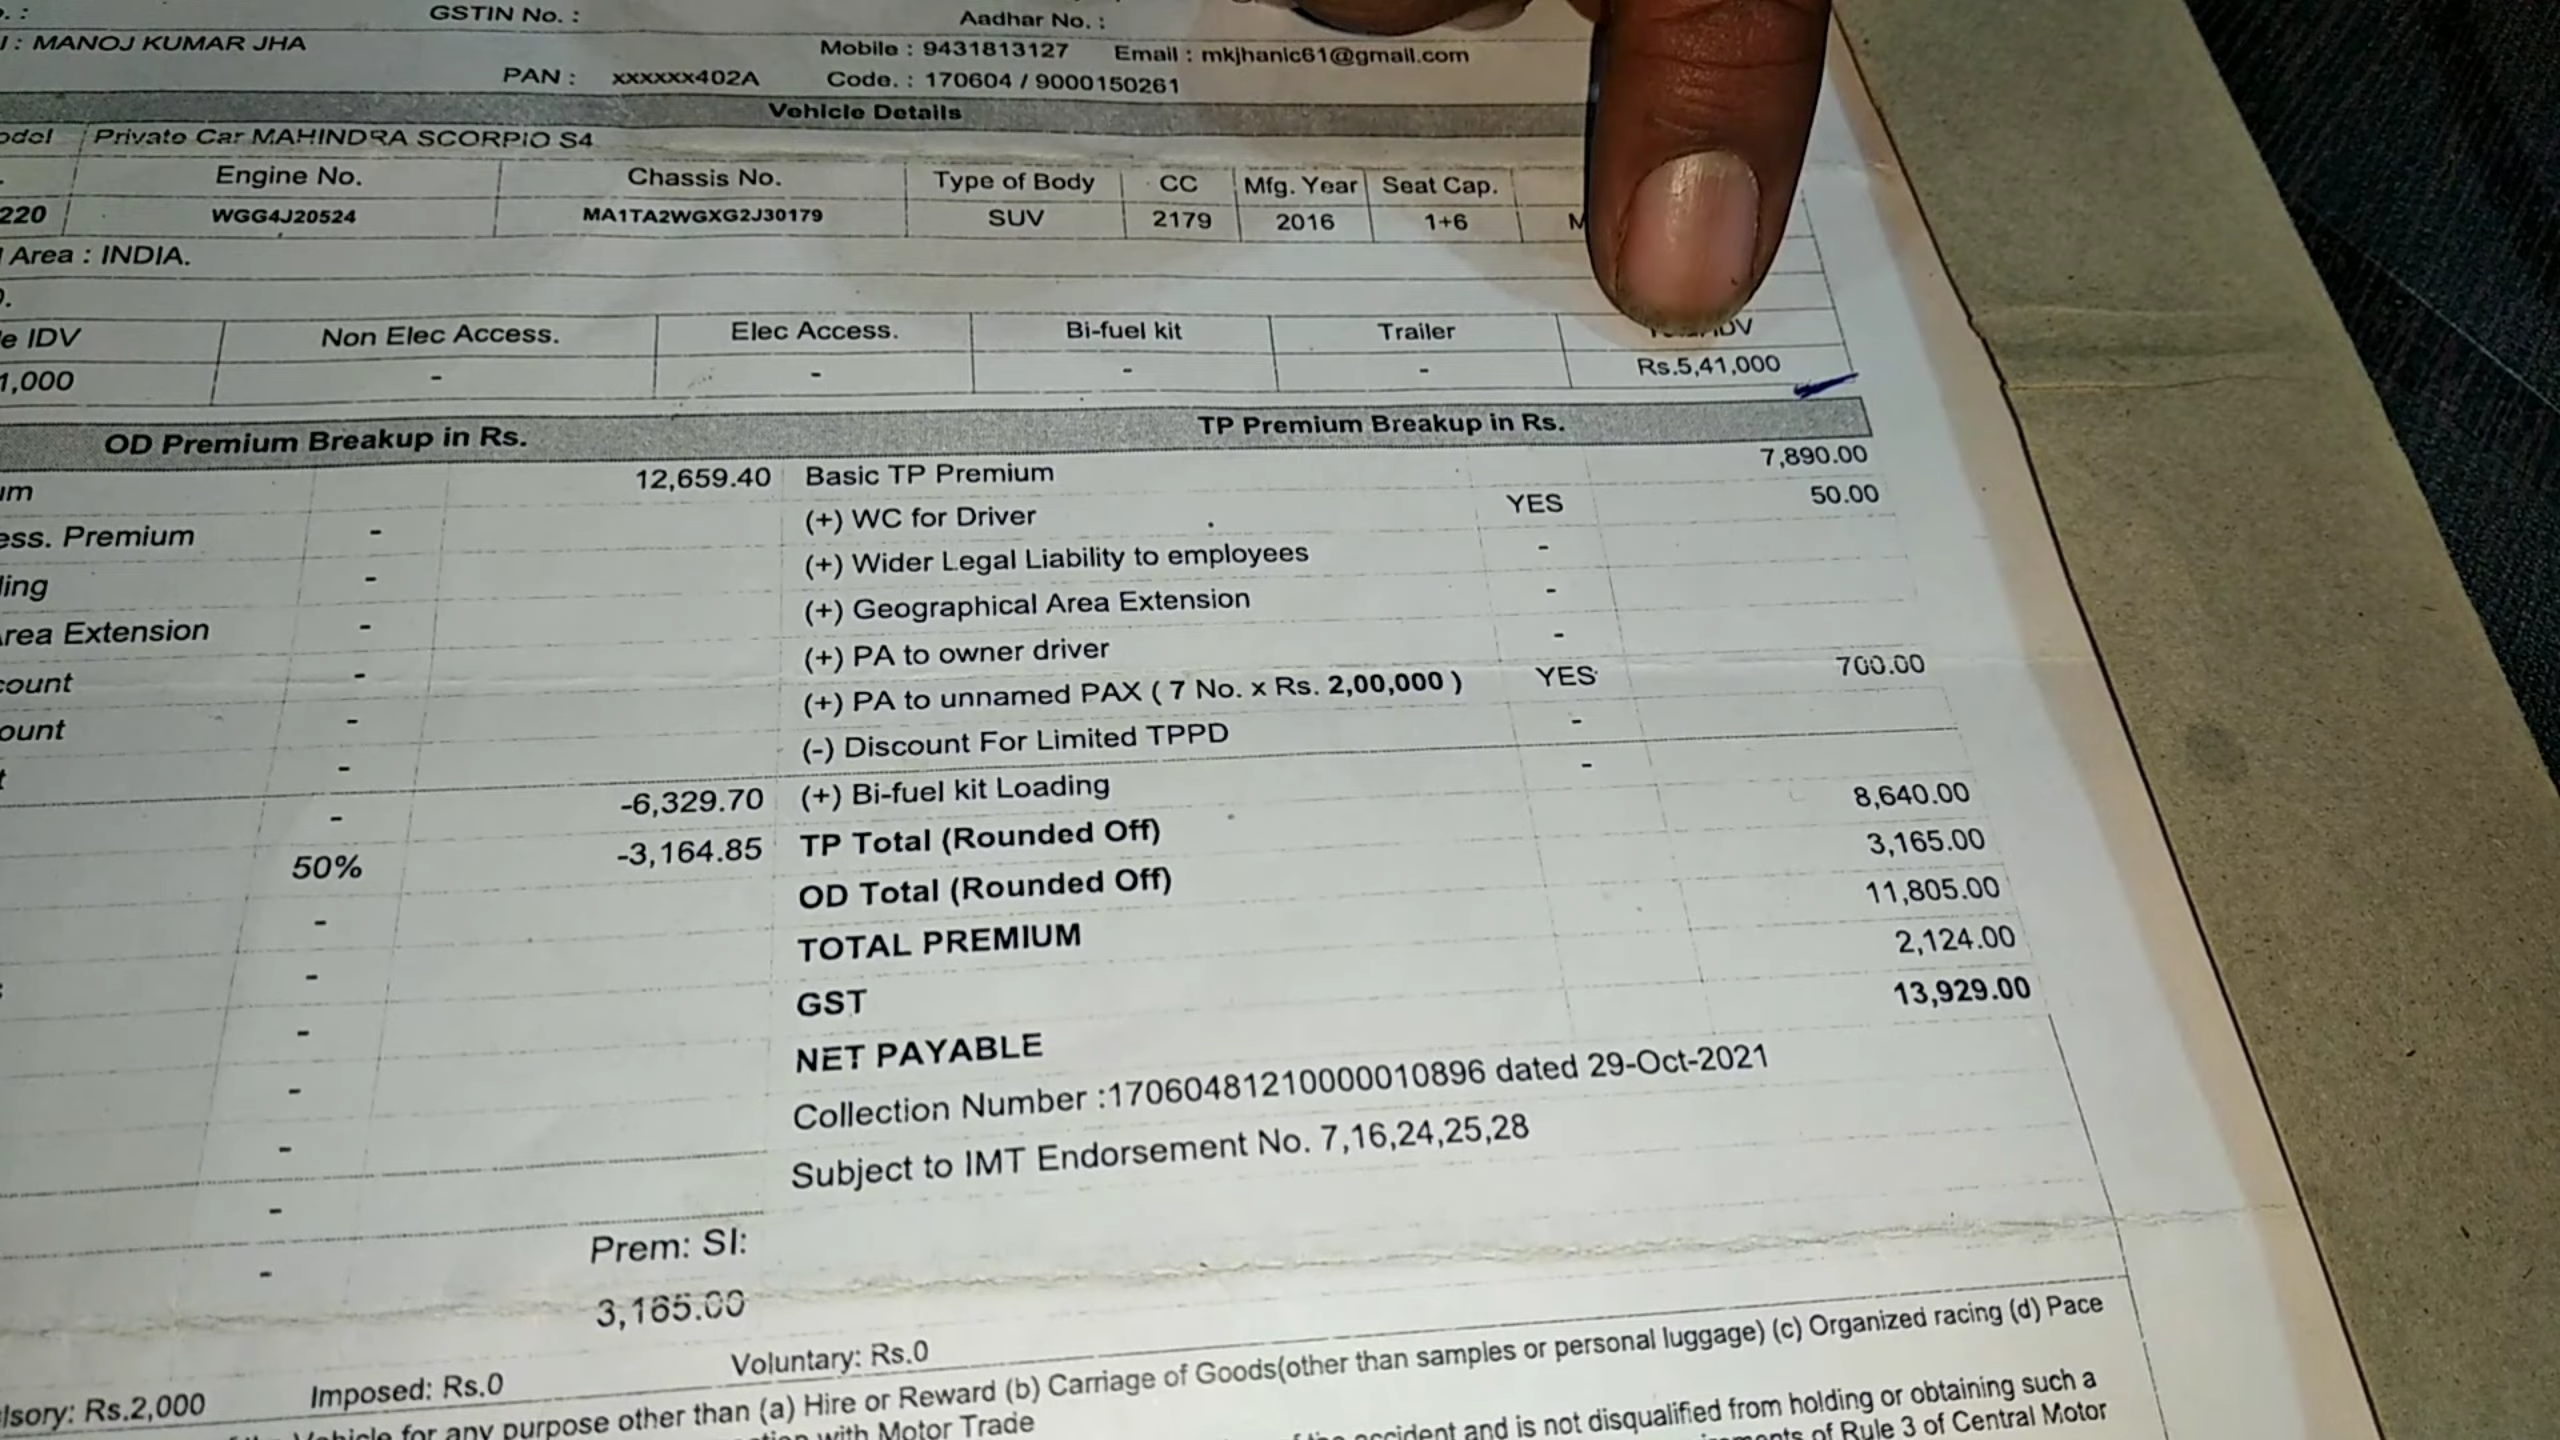 GSTIN No. :
Aadhar No. :
: MANOJ KUMAR JHA
Mobile : 9431813127 Email : mkjhanic61@gmail.com
PAN : xxxxxx402A Code. : 170604 / 9000150261
Vehicle Details
Private Car MAHINDRA SCORPIO S4
Engine No. Chassis No. Type of Body CC Mfg. Year Seat Cap.
220 WGG4J20524 MA1TA2WGXG2J30179 SUV 2179 2016 1+6
Area : INDIA.
IDV Non Elec Access. Elec Access. Bi-fuel kit Trailer
1,000 - - - - Rs.5,41,000
OD Premium Breakup in Rs. TP Premium Breakup in Rs.
12,659.40 Basic TP Premium 7,890.00
(+) WC for Driver YES 50.00
Premium - (+) Wider Legal Liability to employees -
- (+) Geographical Area Extension -
Extension - (+) PA to owner driver -
- (+) PA to unnamed PAX ( 7 No. x Rs. 2,00,000 ) YES 700.00
- (-) Discount For Limited TPPD -
- -6,329.70 (+) Bi-fuel kit Loading -
- TP Total (Rounded Off) 8,640.00
50% -3,164.85 OD Total (Rounded Off) 3,165.00
- TOTAL PREMIUM 11,805.00
- GST 2,124.00
- NET PAYABLE 13,929.00
- Collection Number :17060481210000010896 dated 29-Oct-2021
- Subject to IMT Endorsement No. 7,16,24,25,28
-
- Prem: SI:
3,165.00
Rs.2,000 Imposed: Rs.0 Voluntary: Rs.0
for any purpose other than (a) Hire or Reward (b) Carriage of Goods(other than samples or personal luggage) (c) Organized racing (d) Pace
with Motor Trade
accident and is not disqualified from holding or obtaining such a
of Rule 3 of Central Motor